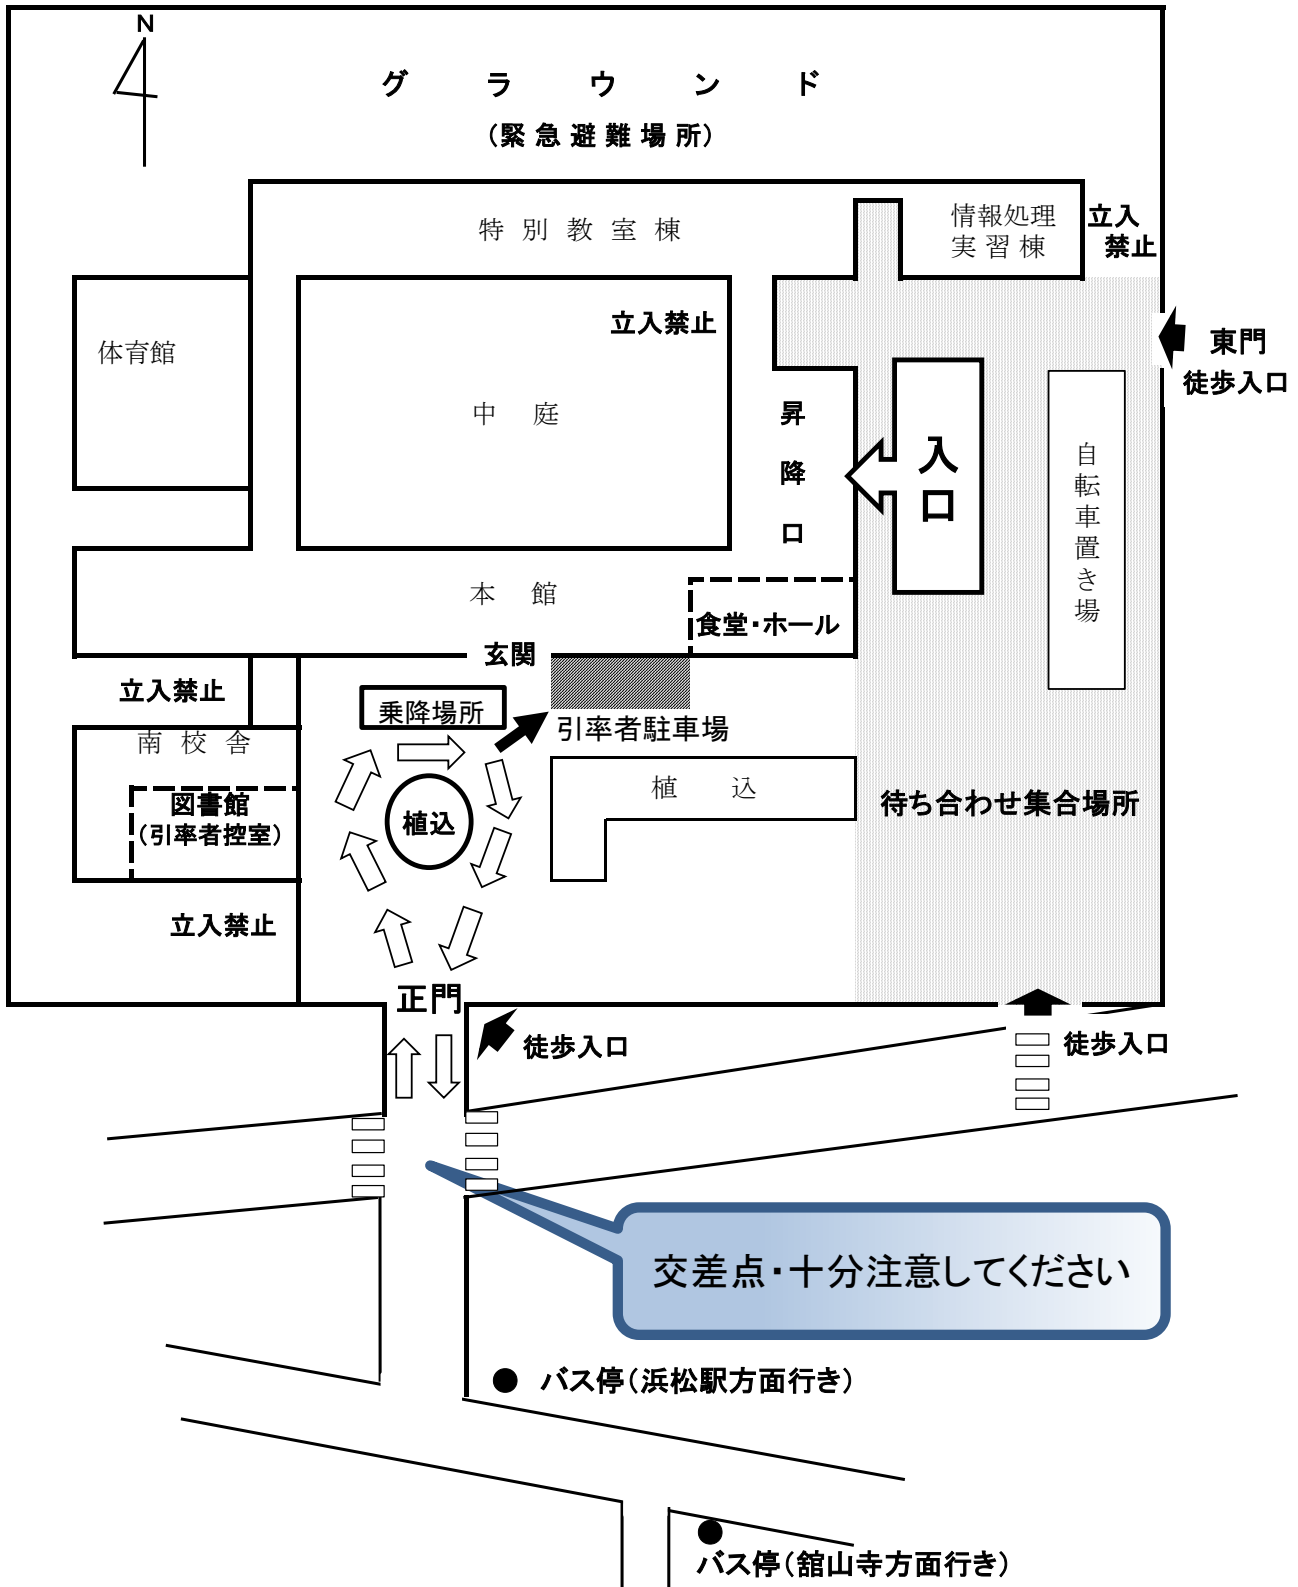 N
グラウンド
(緊急避難場所)
特別教室棟
情報処理
実習棟
立入
禁止
体育館
立入禁止
東門
徒歩入口
中庭
昇降口
入口
自転車置き場
本館
食堂・ホール
玄関
立入禁止
乗降場所
引率者駐車場
南校舎
植込
植込
待ち合わせ集合場所
図書館
(引率者控室)
立入禁止
正門
徒歩入口
徒歩入口
交差点・十分注意してください
バス停(浜松駅方面行き)
バス停(舘山寺方面行き)